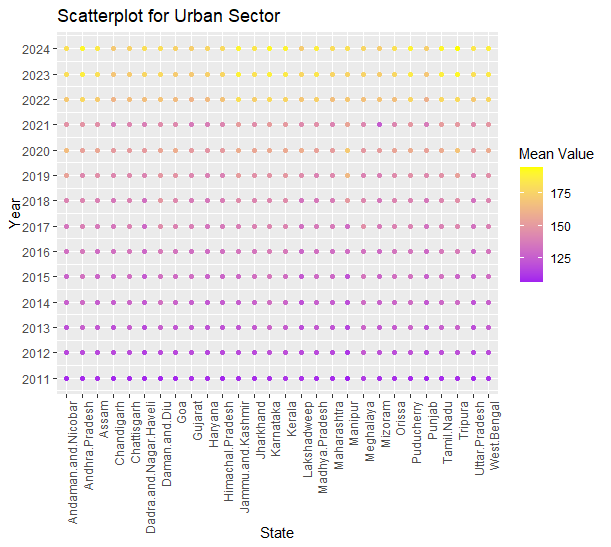 Scatterplot for Urban Sector
Year
2024
2023
2022
2021
2020
2019
2018
2017
2016
2015
2014
2013
2012
2011
Andaman.and.Nicobar
Andhra.Pradesh
Assam
Chandigarh
Chattisgarh
Dadra.and.Nagar.Haveli
Daman.and.Diu
Goa
Gujarat
Haryana
Himachal.Pradesh
Jammu.and.Kashmir
Jharkhand
Karnataka
Kerala
Lakshadweep
Madhya.Pradesh
Maharashtra
Manipur
Meghalaya
Mizoram
Orissa
Puducherry
Punjab
Tamil.Nadu
Tripura
Uttar.Pradesh
West.Bengal
State
Mean Value
175
150
125